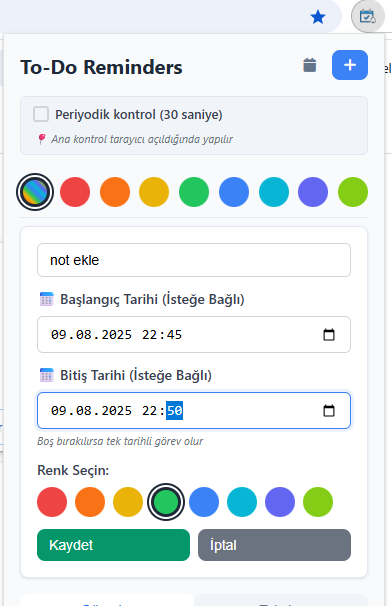 To-Do Reminders
Periyodik kontrol (30 saniye)
Ana kontrol tarayıcı açıldığında yapılır
not ekle
Başlangıç Tarihi (İsteğe Bağlı)
09.08.2025 22:45
Bitiş Tarihi (İsteğe Bağlı)
09.08.2025 22:50
Boş bırakılırsa tek tarihli görev olur
Renk Seçin:
Kaydet
İptal